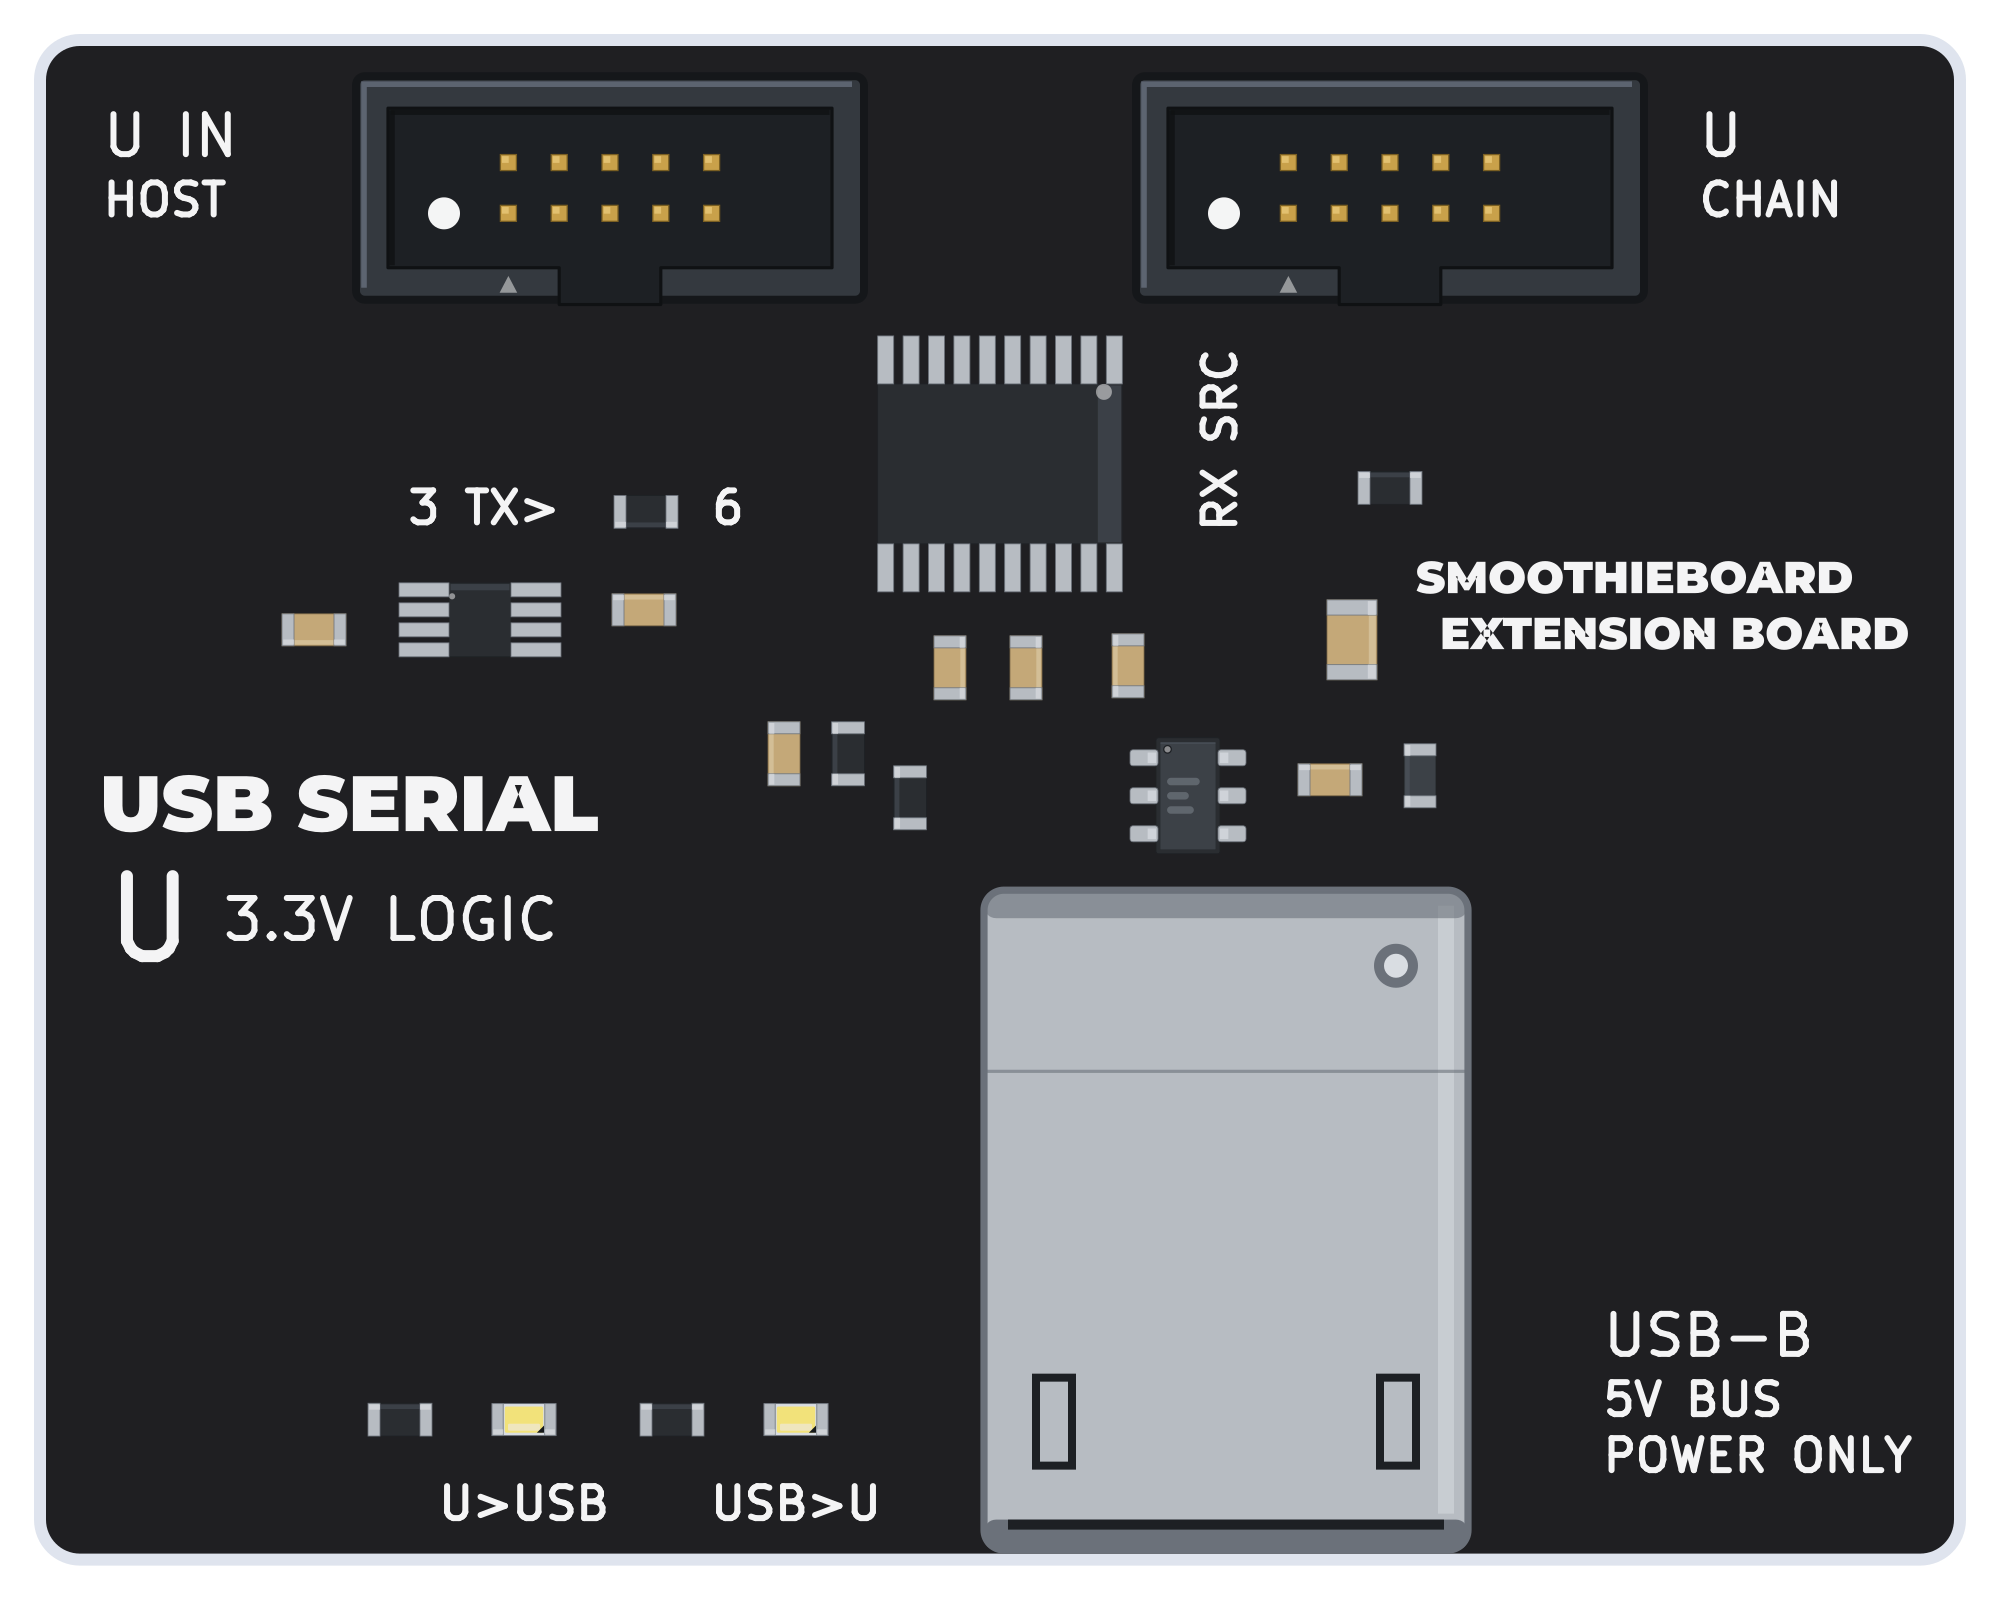 U IN
HOST
U
CHAIN
RX SRC
3 TX> 6
SMOOTHIEBOARD
EXTENSION BOARD
USB SERIAL
U 3.3V LOGIC
USB-B
5V BUS
POWER ONLY
U>USB
USB>U